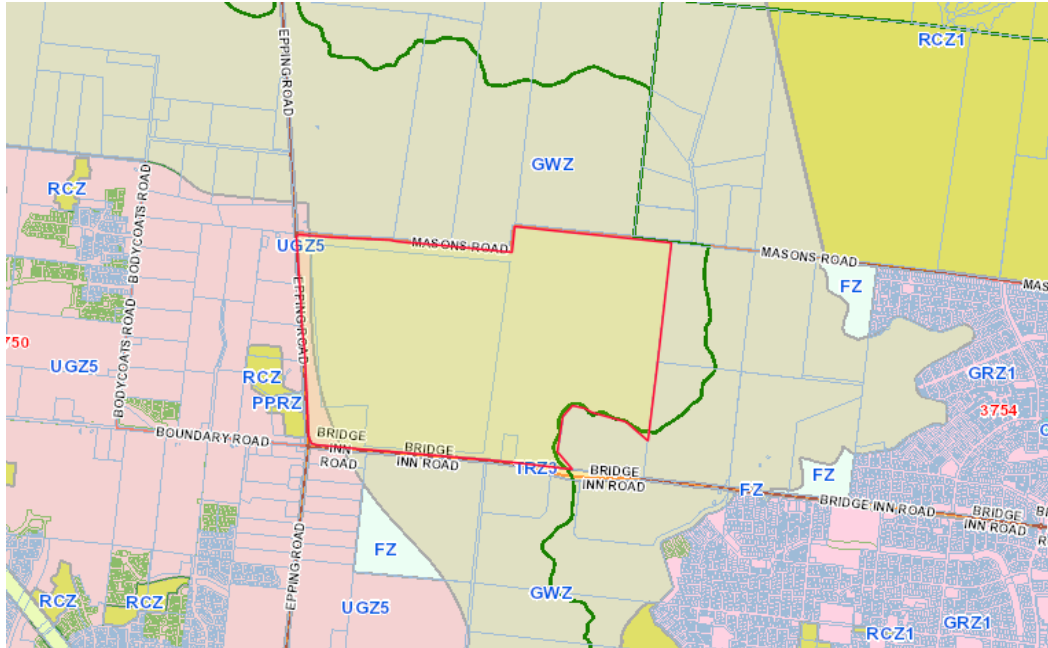 RCZ1
EPPING ROAD
GWZ
RCZ
BODYCOATS ROAD
UGZ5
MASONS ROAD
MASONS ROAD
FZ
MAS
EPPING ROAD
3750
UGZ5
BODYCOATS ROAD
RCZ
PPRZ
GRZ1
3754
G
BOUNDARY ROAD
BRIDGE
INN
ROAD
BRIDGE
INN ROAD
TRZ3
BRIDGE
INN ROAD
FZ
FZ
BRIDGE INN ROAD
BRIDGE
INN ROAD
BR
R
EPPING ROAD
FZ
GWZ
UGZ5
RCZ
RCZ
RCZ1
GRZ1